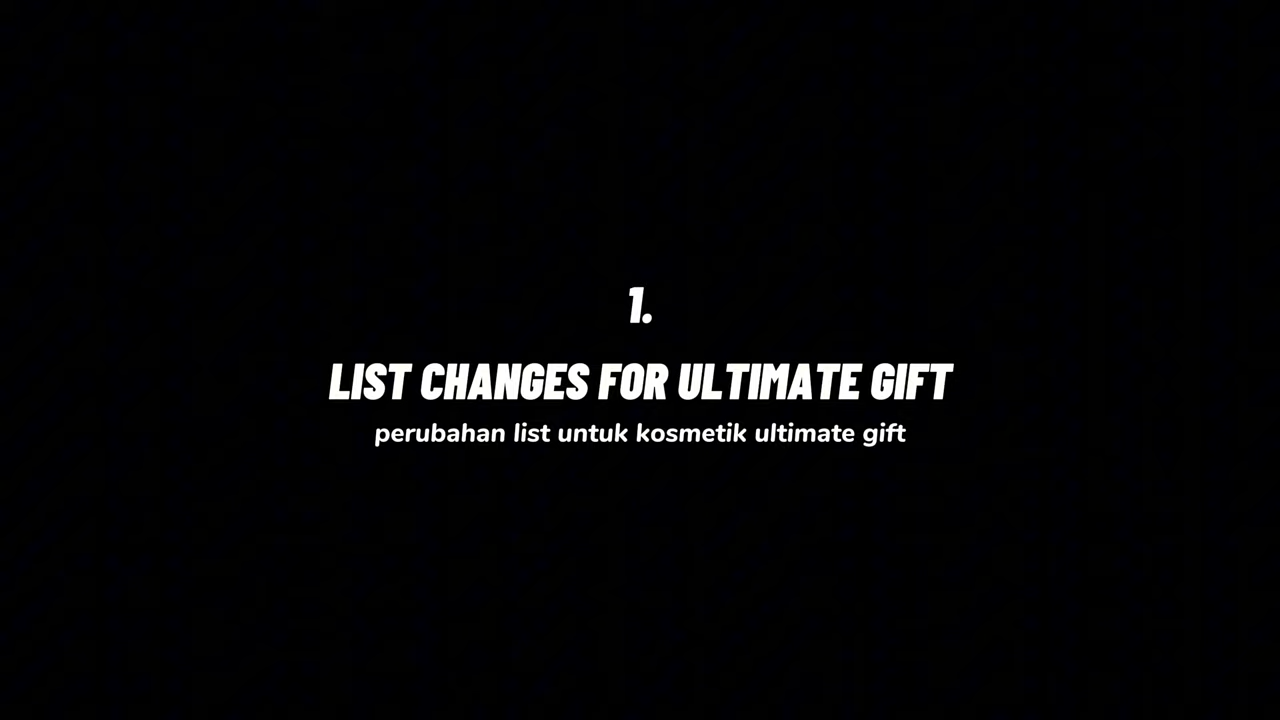 1.
LIST CHANGES FOR ULTIMATE GIFT
perubahan list untuk kosmetik ultimate gift